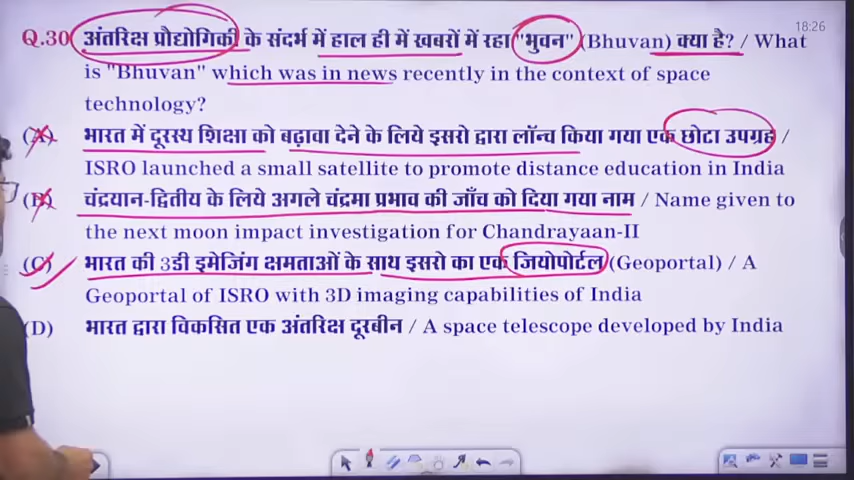 18:26
Q.30 अंतरिक्ष प्रौद्योगिकी के संदर्भ में हाल ही में खबरों में रहा "भुवन" (Bhuvan) क्या है? / What
is "Bhuvan" which was in news recently in the context of space
technology?
(A) भारत में दूरस्थ शिक्षा को बढ़ावा देने के लिये इसरो द्वारा लॉन्च किया गया एक छोटा उपग्रह /
ISRO launched a small satellite to promote distance education in India
(B) चंद्रयान-द्वितीय के लिये अगले चंद्रमा प्रभाव की जाँच को दिया गया नाम / Name given to
the next moon impact investigation for Chandrayaan-II
(C) भारत की 3डी इमेजिंग क्षमताओं के साथ इसरो का एक जियोपोर्टल (Geoportal) / A
Geoportal of ISRO with 3D imaging capabilities of India
(D) भारत द्वारा विकसित एक अंतरिक्ष दूरबीन / A space telescope developed by India